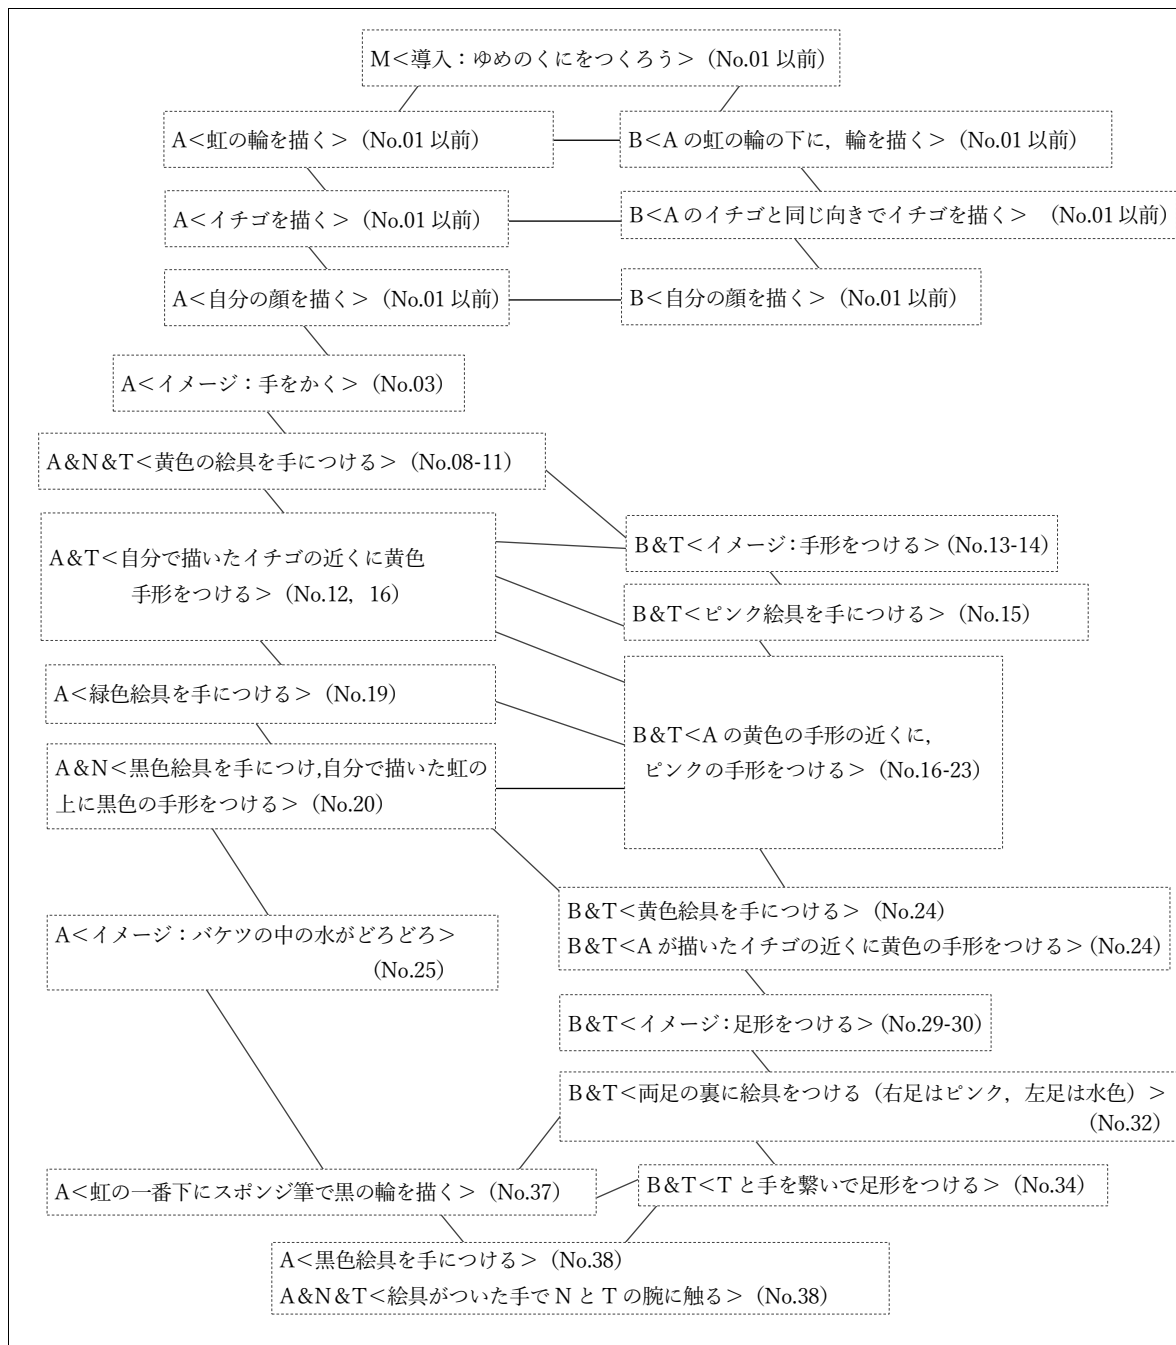 M＜導入：ゆめのくにをつくろう＞（No.01 以前）
A＜虹の輪を描く＞（No.01 以前）
B＜A の虹の輪の下に，輪を描く＞（No.01 以前）
A＜イチゴを描く＞（No.01 以前）
B＜A のイチゴと同じ向きでイチゴを描く＞ （No.01 以前）
A＜自分の顔を描く＞（No.01 以前）
B＜自分の顔を描く＞（No.01 以前）
A＜イメージ：手をかく＞（No.03）
A＆N＆T＜黄色の絵具を手につける＞（No.08-11）
B＆T＜イメージ：手形をつける＞（No.13-14）
A＆T＜自分で描いたイチゴの近くに黄色
手形をつける＞（No.12，16）
B＆T＜ピンク絵具を手につける＞（No.15）
A＜緑色絵具を手につける＞（No.19）
B＆T＜A の黄色の手形の近くに，
ピンクの手形をつける＞（No.16-23）
A＆N＜黒色絵具を手につけ,自分で描いた虹の
上に黒色の手形をつける＞（No.20）
B＆T＜黄色絵具を手につける＞（No.24）
B＆T＜A が描いたイチゴの近くに黄色の手形をつける＞（No.24）
A＜イメージ：バケツの中の水がどろどろ＞
（No.25）
B＆T＜イメージ：足形をつける＞（No.29-30）
B＆T＜両足の裏に絵具をつける（右足はピンク，左足は水色）＞
（No.32）
A＜虹の一番下にスポンジ筆で黒の輪を描く＞（No.37）
B＆T＜T と手を繋いで足形をつける＞（No.34）
A＜黒色絵具を手につける＞（No.38）
A＆N＆T＜絵具がついた手で N と T の腕に触る＞（No.38）